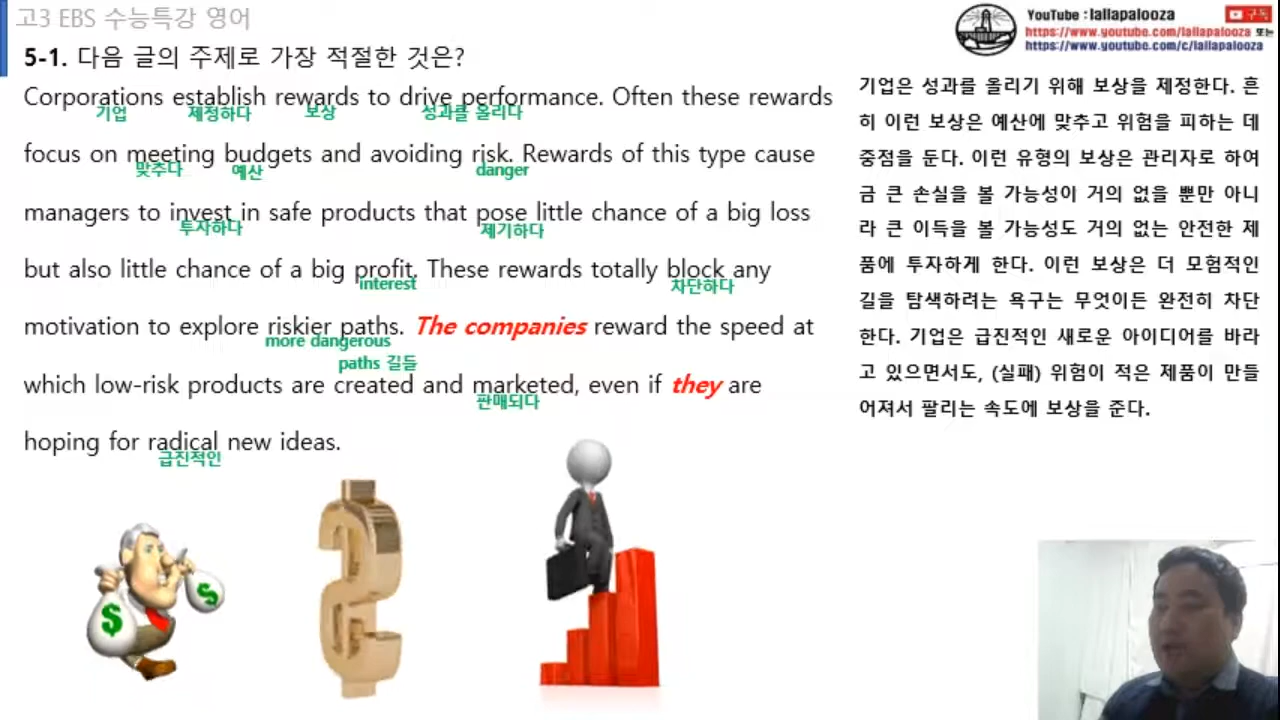 고3 EBS 수능특강 영어
YouTube : lallapalooza
구독
https://www.youtube.com/lallapalooza 또는
https://www.youtube.com/c/lallapalooza
5-1. 다음 글의 주제로 가장 적절한 것은?
Corporations establish rewards to drive performance. Often these rewards
기업 제정하다 보상 성과를 올리다
focus on meeting budgets and avoiding risk. Rewards of this type cause
맞추다 예산 danger
managers to invest in safe products that pose little chance of a big loss
투자하다 제기하다
but also little chance of a big profit. These rewards totally block any
interest 차단하다
motivation to explore riskier paths. The companies reward the speed at
more dangerous
paths 길들
which low-risk products are created and marketed, even if they are
판매되다
hoping for radical new ideas.
급진적인
기업은 성과를 올리기 위해 보상을 제정한다. 흔
히 이런 보상은 예산에 맞추고 위험을 피하는 데
중점을 둔다. 이런 유형의 보상은 관리자로 하여
금 큰 손실을 볼 가능성이 거의 없을 뿐만 아니
라 큰 이득을 볼 가능성도 거의 없는 안전한 제
품에 투자하게 한다. 이런 보상은 더 모험적인
길을 탐색하려는 욕구는 무엇이든 완전히 차단
한다. 기업은 급진적인 새로운 아이디어를 바라
고 있으면서도, (실패) 위험이 적은 제품이 만들
어져서 팔리는 속도에 보상을 준다.
$ $